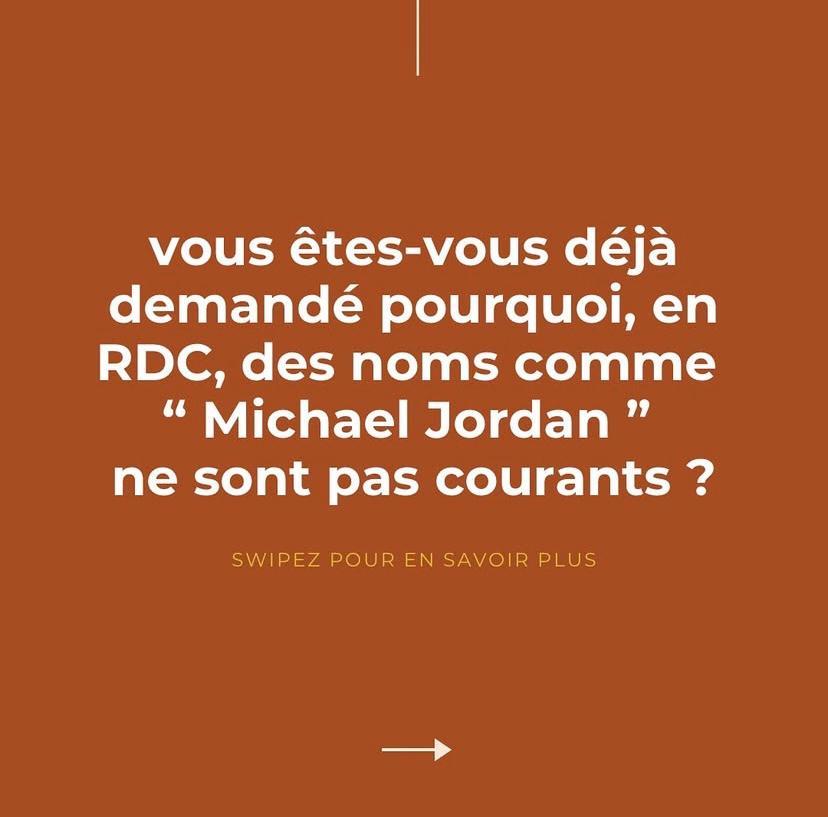 vous êtes-vous déjà
demandé pourquoi, en
RDC, des noms comme
“ Michael Jordan ”
ne sont pas courants ?
SWIPEZ POUR EN SAVOIR PLUS